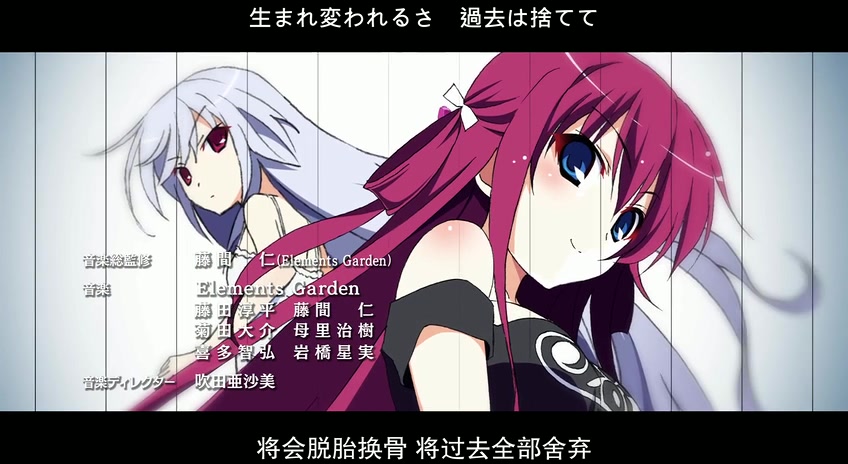 生まれ変われるさ　過去は捨てて
音楽総監修　藤間　仁(Elements Garden)
音楽　Elements Garden
藤田淳平　藤間　仁
菊田大介　母里治樹
喜多智弘　岩橋星実
音楽ディレクター　吹田亜沙美
将会脱胎换骨 将过去全部舍弃